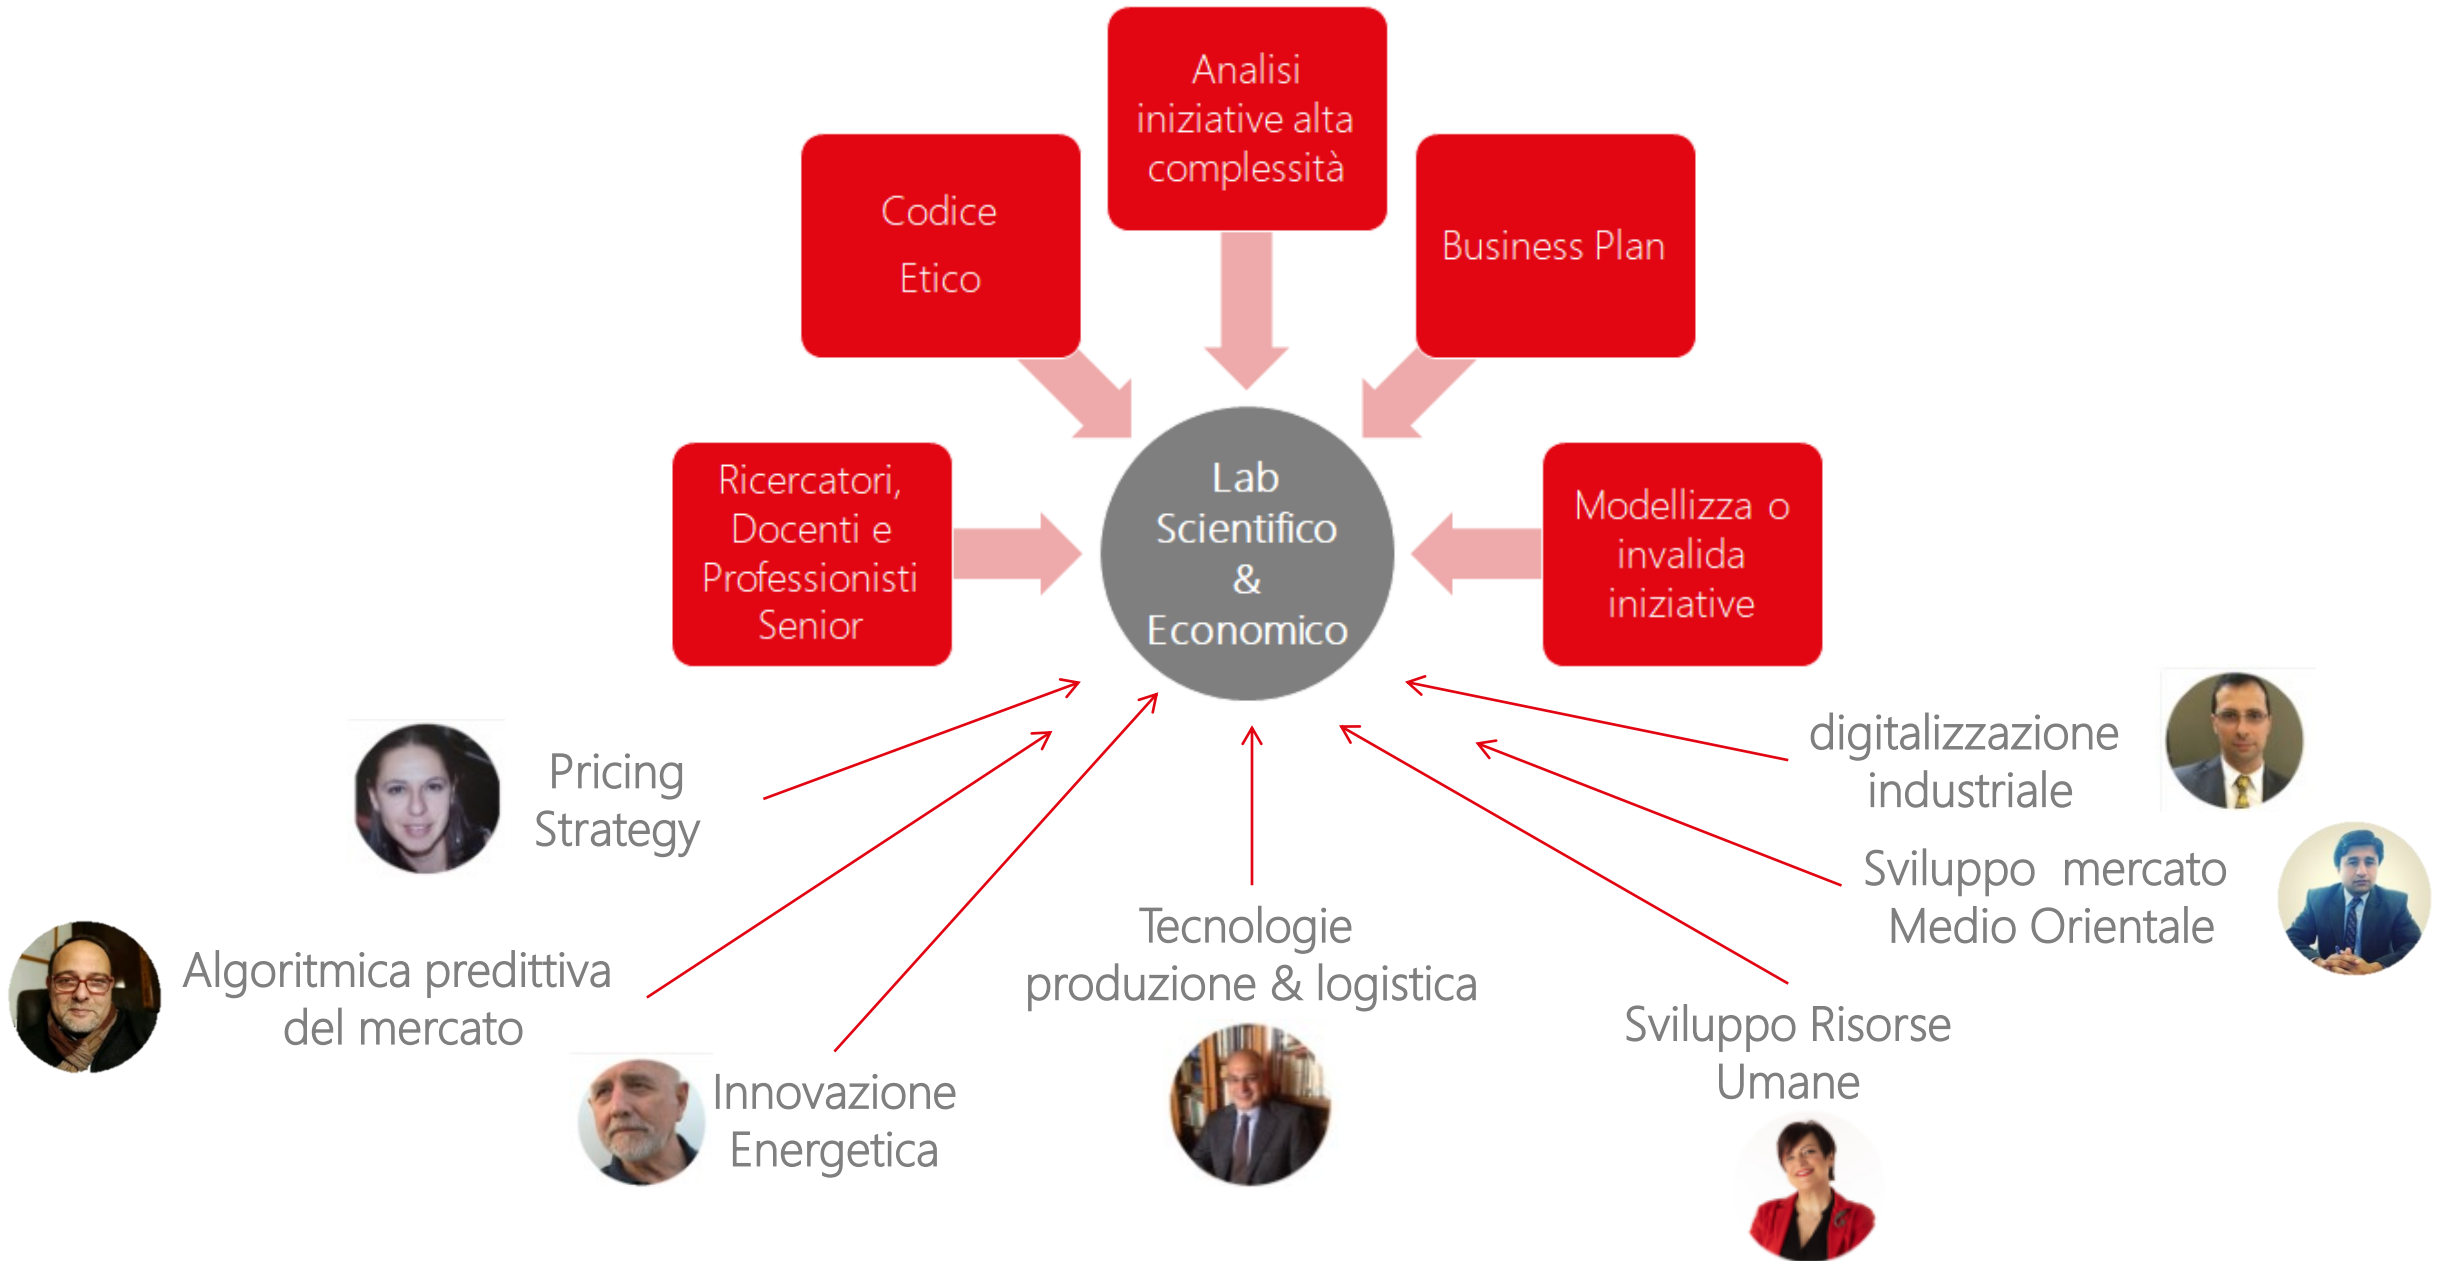 Analisi
iniziative alta
complessità
Codice
Etico
Business Plan
Ricercatori,
Docenti e
Professionisti
Senior
Lab
Scientifico
&
Economico
Modellizza o
invalida
iniziative
Pricing
Strategy
digitalizzazione
industriale
Algoritmica predittiva
del mercato
Sviluppo mercato
Medio Orientale
Innovazione
Energetica
Tecnologie
produzione & logistica
Sviluppo Risorse
Umane